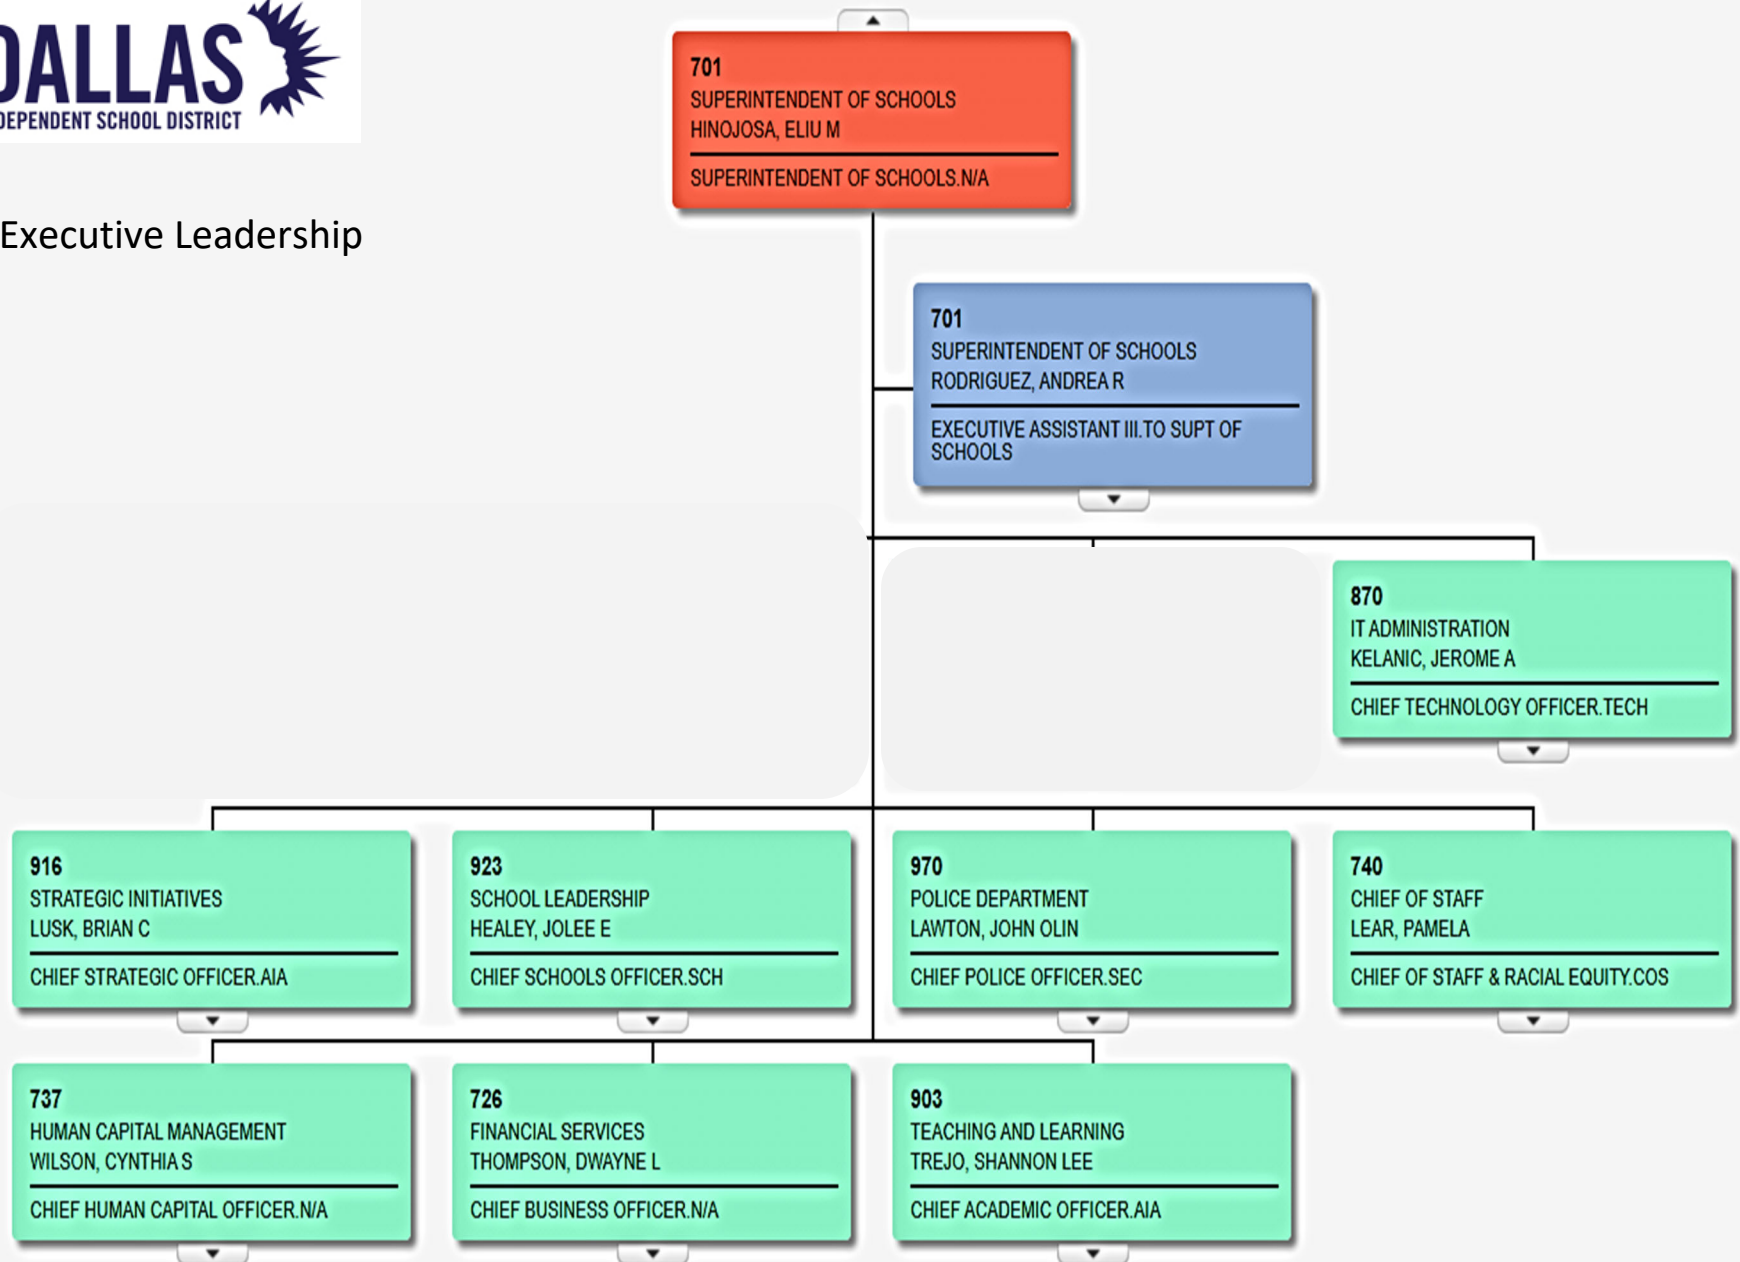 DALLAS
DEPENDENT SCHOOL DISTRICT
Executive Leadership
701
SUPERINTENDENT OF SCHOOLS
HINOJOSA, ELIU M
SUPERINTENDENT OF SCHOOLS.N/A
701
SUPERINTENDENT OF SCHOOLS
RODRIGUEZ, ANDREA R
EXECUTIVE ASSISTANT III.TO SUPT OF
SCHOOLS
870
IT ADMINISTRATION
KELANIC, JEROME A
CHIEF TECHNOLOGY OFFICER.TECH
916
STRATEGIC INITIATIVES
LUSK, BRIAN C
CHIEF STRATEGIC OFFICER.AIA
923
SCHOOL LEADERSHIP
HEALEY, JOLEE E
CHIEF SCHOOLS OFFICER.SCH
970
POLICE DEPARTMENT
LAWTON, JOHN OLIN
CHIEF POLICE OFFICER.SEC
740
CHIEF OF STAFF
LEAR, PAMELA
CHIEF OF STAFF & RACIAL EQUITY.COS
737
HUMAN CAPITAL MANAGEMENT
WILSON, CYNTHIA S
CHIEF HUMAN CAPITAL OFFICER.N/A
726
FINANCIAL SERVICES
THOMPSON, DWAYNE L
CHIEF BUSINESS OFFICER.N/A
903
TEACHING AND LEARNING
TREJO, SHANNON LEE
CHIEF ACADEMIC OFFICER.AIA